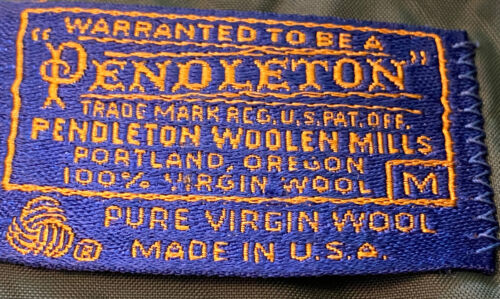 WARRANTED TO BE A
"PENDLETON"
TRADE MARK REG. U.S. PAT. OFF.
PENDLETON WOOLEN MILLS
PORTLAND, OREGON
100% VIRGIN WOOL M
PURE VIRGIN WOOL
® MADE IN U.S.A.